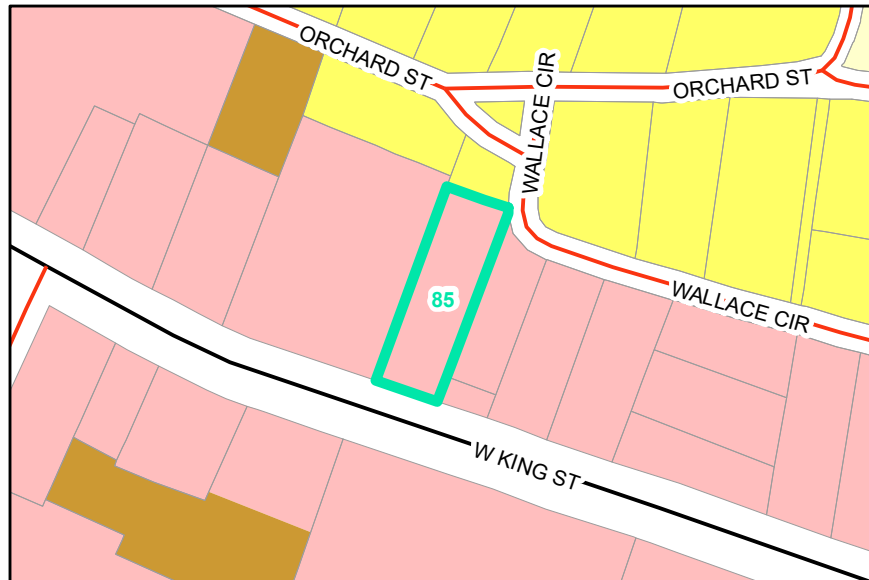 ORCHARD ST
WALLACE CIR
ORCHARD ST
85
WALLACE CIR
W KING ST